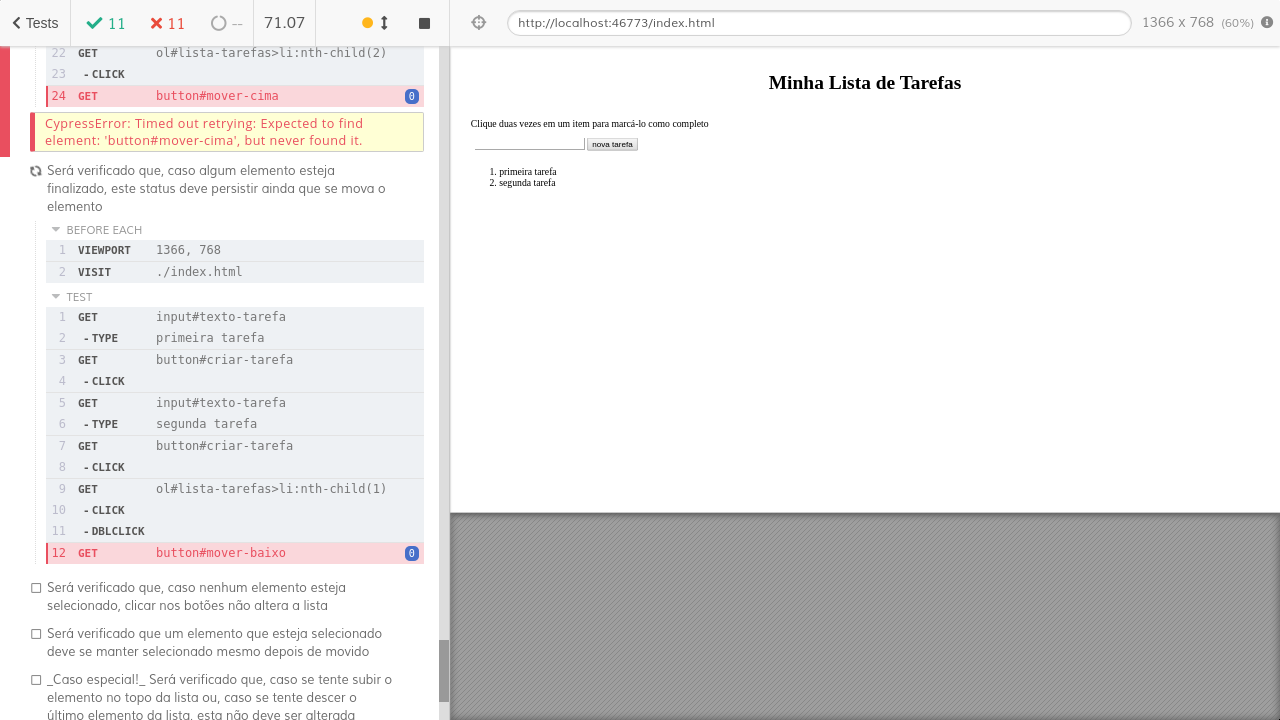 Tests 11 11 -- 71.07
22 GET ol#lista-tarefas>li:nth-child(2)
23 -CLICK
24 GET button#mover-cima 0
CypressError: Timed out retrying: Expected to find
element: 'button#mover-cima', but never found it.
Será verificado que, caso algum elemento esteja
finalizado, este status deve persistir ainda que se mova o
elemento
BEFORE EACH
1 VIEWPORT 1366, 768
2 VISIT ./index.html
TEST
1 GET input#texto-tarefa
2 -TYPE primeira tarefa
3 GET button#criar-tarefa
4 -CLICK
5 GET input#texto-tarefa
6 -TYPE segunda tarefa
7 GET button#criar-tarefa
8 -CLICK
9 GET ol#lista-tarefas>li:nth-child(1)
10 -CLICK
11 -DBLCLICK
12 GET button#mover-baixo 0
Será verificado que, caso nenhum elemento esteja
selecionado, clicar nos botões não altera a lista
Será verificado que um elemento que esteja selecionado
deve se manter selecionado mesmo depois de movido
_Caso especial!_ Será verificado que, caso se tente subir o
elemento no topo da lista ou, caso se tente descer o
último elemento da lista, esta não deve ser alterada
http://localhost:46773/index.html 1366 x 768 (60%)
Minha Lista de Tarefas
Clique duas vezes em um item para marcá-lo como completo
nova tarefa
1. primeira tarefa
2. segunda tarefa